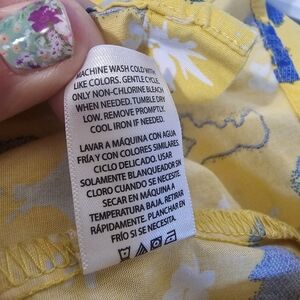 MACHINE WASH COLD WITH
LIKE COLORS. GENTLE CYCLE.
ONLY NON-CHLORINE BLEACH
WHEN NEEDED. TUMBLE DRY
LOW. REMOVE PROMPTLY.
COOL IRON IF NEEDED.
LAVAR A MÁQUINA CON AGUA
FRÍA Y CON COLORES SIMILARES.
CICLO DELICADO. USAR
SOLAMENTE BLANQUEADOR SIN
CLORO CUANDO SE NECESITE.
SECAR EN MÁQUINA A
TEMPERATURA BAJA. RETIRAR
RÁPIDAMENTE. PLANCHAR EN
FRÍO SI SE NECESITA.